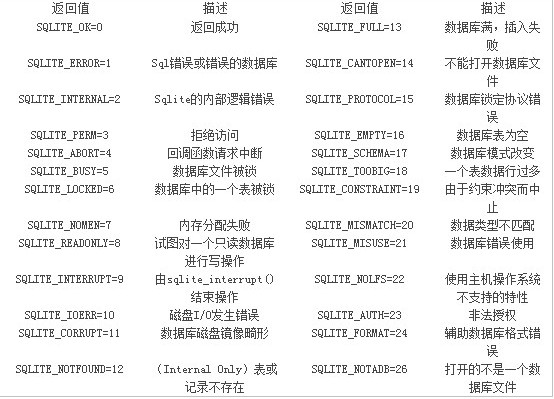 返回值 描述 返回值 描述
SQLITE_OK=0 返回成功 SQLITE_FULL=13 数据库满，插入失
败
SQLITE_ERROR=1 Sql错误或错误的数据库 SQLITE_CANTOPEN=14 不能打开数据库文
件
SQLITE_INTERNAL=2 Sqlite的内部逻辑错误 SQLITE_PROTOCOL=15 数据库锁定协议错
误
SQLITE_PERM=3 拒绝访问 SQLITE_EMPTY=16 数据库表为空
SQLITE_ABORT=4 回调函数请求中断 SQLITE_SCHEMA=17 数据库模式改变
SQLITE_BUSY=5 数据库文件被锁 SQLITE_TOOBIG=18 一个表数据行过多
SQLITE_LOCKED=6 数据库中的一个表被锁 SQLITE_CONSTRAINT=19 由于约束冲突而中
止
SQLITE_NOMEN=7 内存分配失败 SQLITE_MISMATCH=20 数据类型不匹配
SQLITE_READONLY=8 试图对一个只读数据库 SQLITE_MISUSE=21 数据库错误使用
进行写操作
SQLITE_INTERRUPT=9 由sqlite_interrupt() SQLITE_NOLFS=22 使用主机操作系统
结束操作 不支持的特性
SQLITE_IOERR=10 磁盘I/O发生错误 SQLITE_AUTH=23 非法授权
SQLITE_CORRUPT=11 数据库磁盘镜像畸形 SQLITE_FORMAT=24 辅助数据库格式错
误
SQLITE_NOTFOUND=12 (Internal Only) 表或 SQLITE_NOTADB=26 打开的不是一个数
记录不存在 据库文件